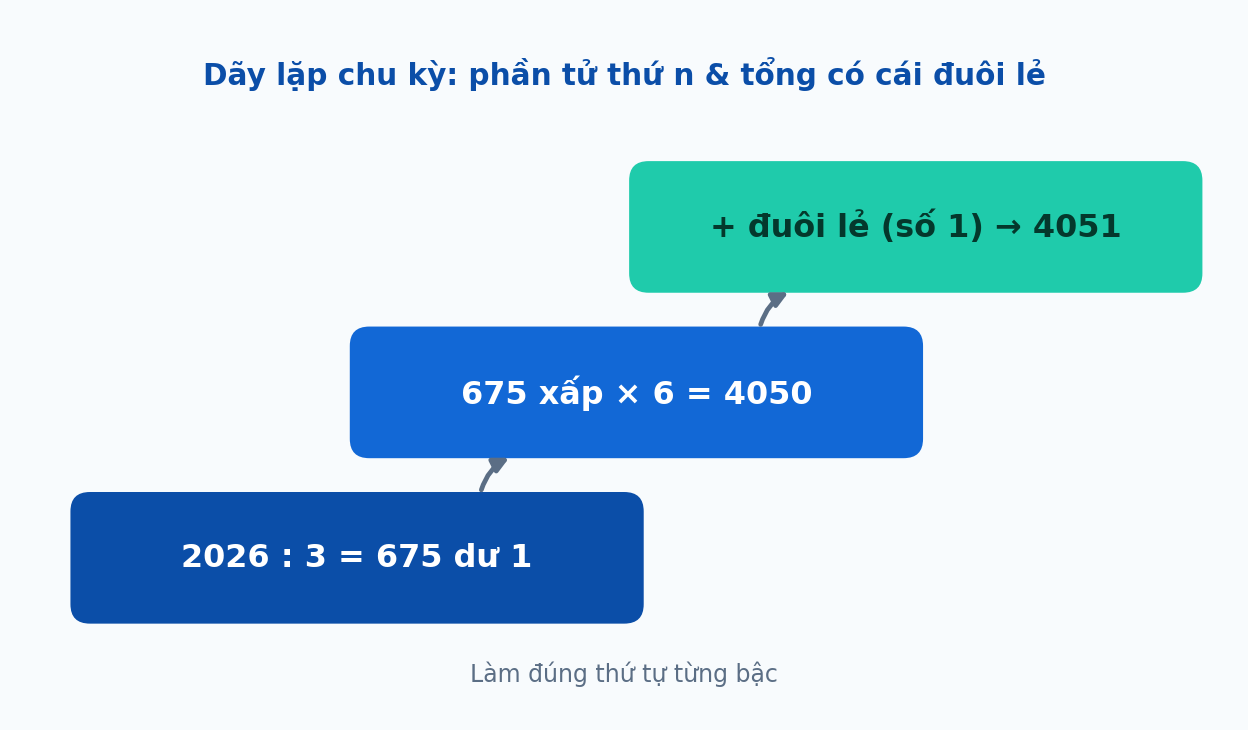 Dãy lặp chu kỳ: phần tử thứ n & tổng có cái đuôi lẻ
+ đuôi lẻ (số 1) → 4051
675 xấp × 6 = 4050
2026 : 3 = 675 dư 1
Làm đúng thứ tự từng bậc